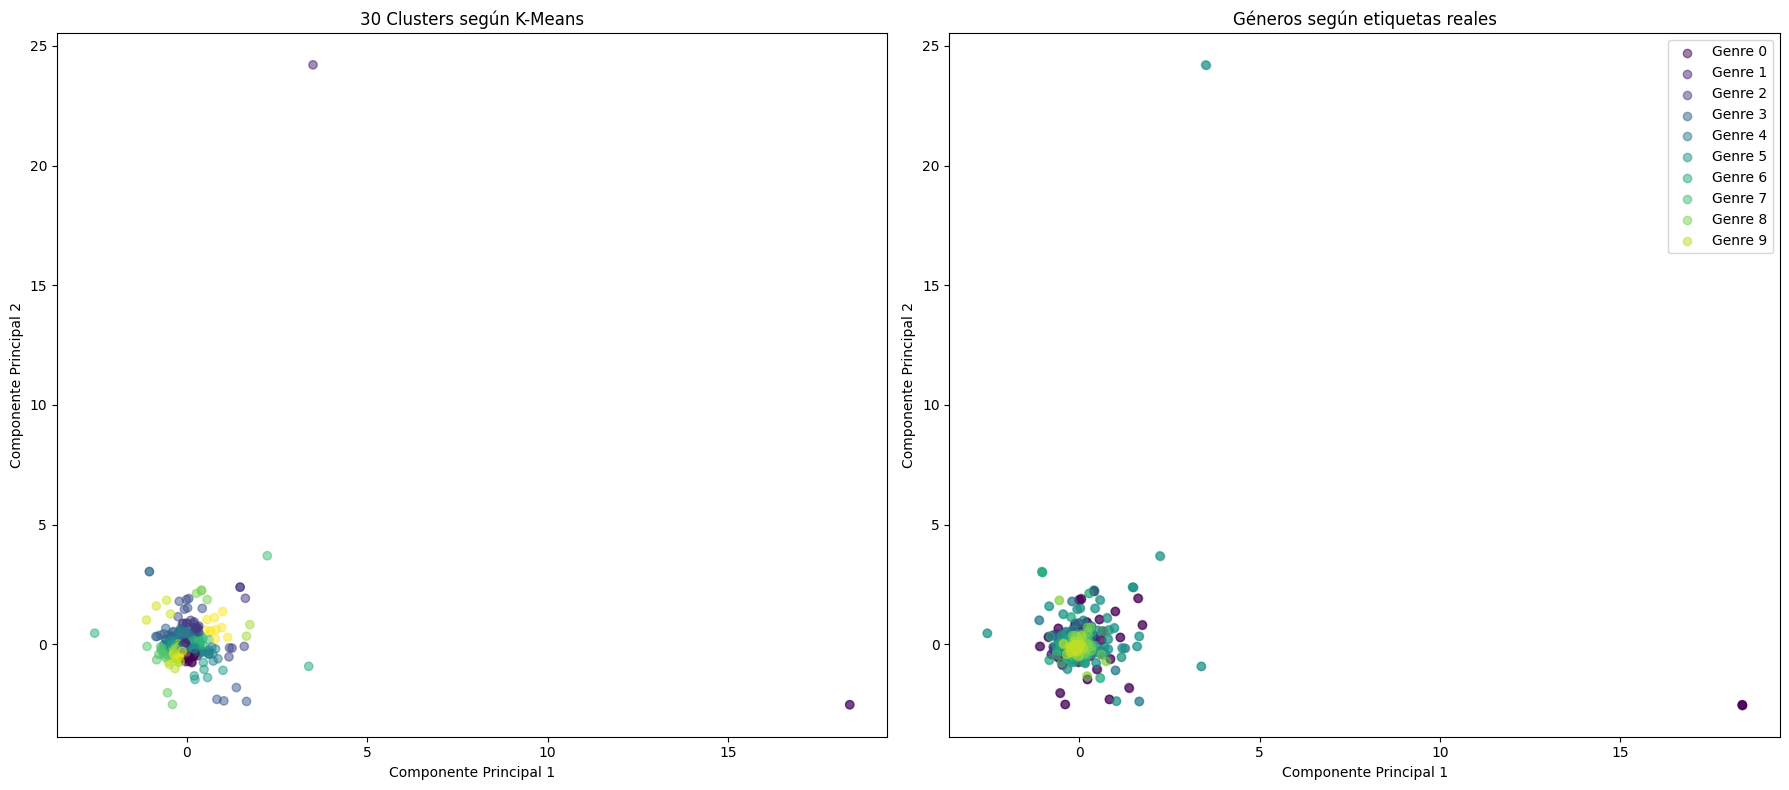 30 Clusters según K-Means
25
20
15
10
5
0
0
5
10
15
Componente Principal 2
Componente Principal 1
Géneros según etiquetas reales
Genre 0
Genre 1
Genre 2
Genre 3
Genre 4
Genre 5
Genre 6
Genre 7
Genre 8
Genre 9
25
20
15
10
5
0
0
5
10
15
Componente Principal 2
Componente Principal 1